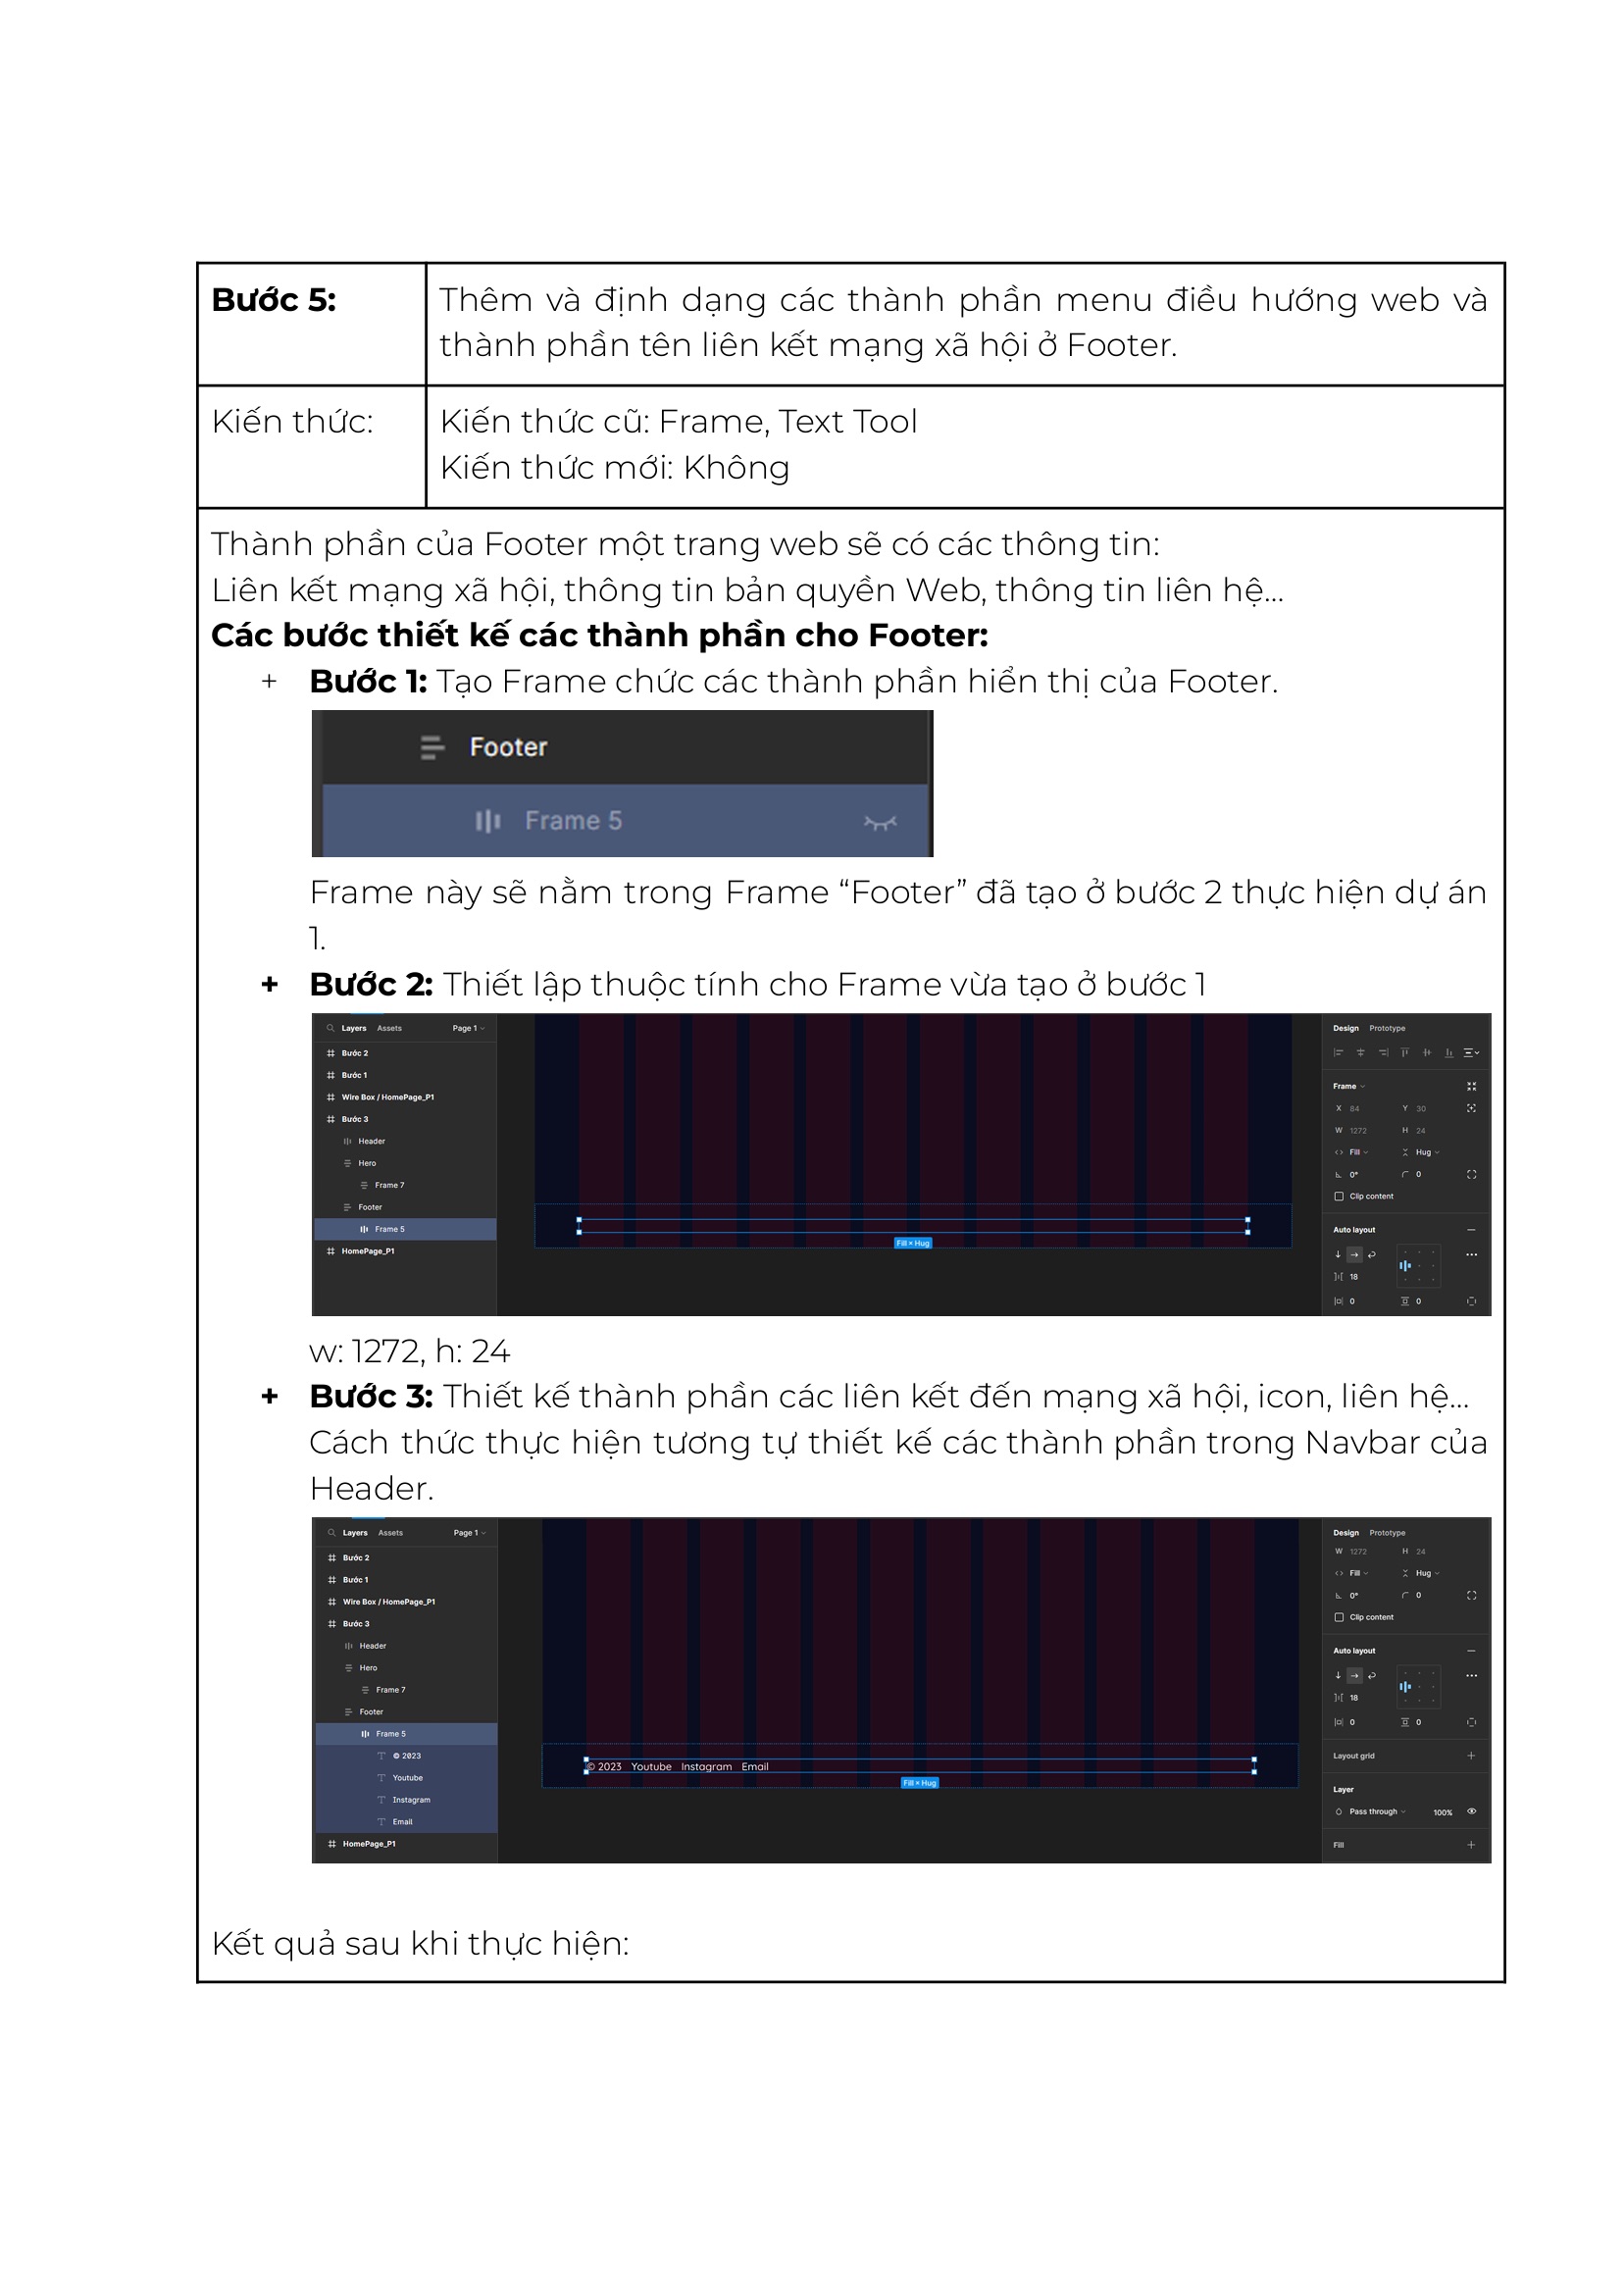 Bước 5:
Thêm và định dạng các thành phần menu điều hướng web và
thành phần tên liên kết mạng xã hội ở Footer.
Kiến thức:
Kiến thức cũ: Frame, Text Tool
Kiến thức mới: Không
Thành phần của Footer một trang web sẽ có các thông tin:
Liên kết mạng xã hội, thông tin bản quyền Web, thông tin liên hệ...
Các bước thiết kế các thành phần cho Footer:
+ Bước 1: Tạo Frame chức các thành phần hiển thị của Footer.
Footer
Frame 5
Frame này sẽ nằm trong Frame “Footer” đã tạo ở bước 2 thực hiện dự án
1.
+ Bước 2: Thiết lập thuộc tính cho Frame vừa tạo ở bước 1
Layers Assets Page 1
Bước 2
Bước 1
Wire Box / HomePage_P1
Bước 3
Header
Hero
Frame 7
Footer
Frame 5
HomePage_P1
Fill × Hug
Design Prototype
Frame
X 84 Y 30
W 1272 H 24
Fill Hug
0° 0
Clip content
Auto layout
18
0 0
w: 1272, h: 24
+ Bước 3: Thiết kế thành phần các liên kết đến mạng xã hội, icon, liên hệ...
Cách thức thực hiện tương tự thiết kế các thành phần trong Navbar của
Header.
Layers Assets Page 1
Bước 2
Bước 1
Wire Box / HomePage_P1
Bước 3
Header
Hero
Frame 7
Footer
Frame 5
© 2023
Youtube
Instagram
Email
HomePage_P1
© 2023 Youtube Instagram Email
Fill × Hug
Design Prototype
W 1272 H 24
Fill Hug
0° 0
Clip content
Auto layout
18
0 0
Layout grid
Layer
Pass through 100%
Fill
Kết quả sau khi thực hiện: